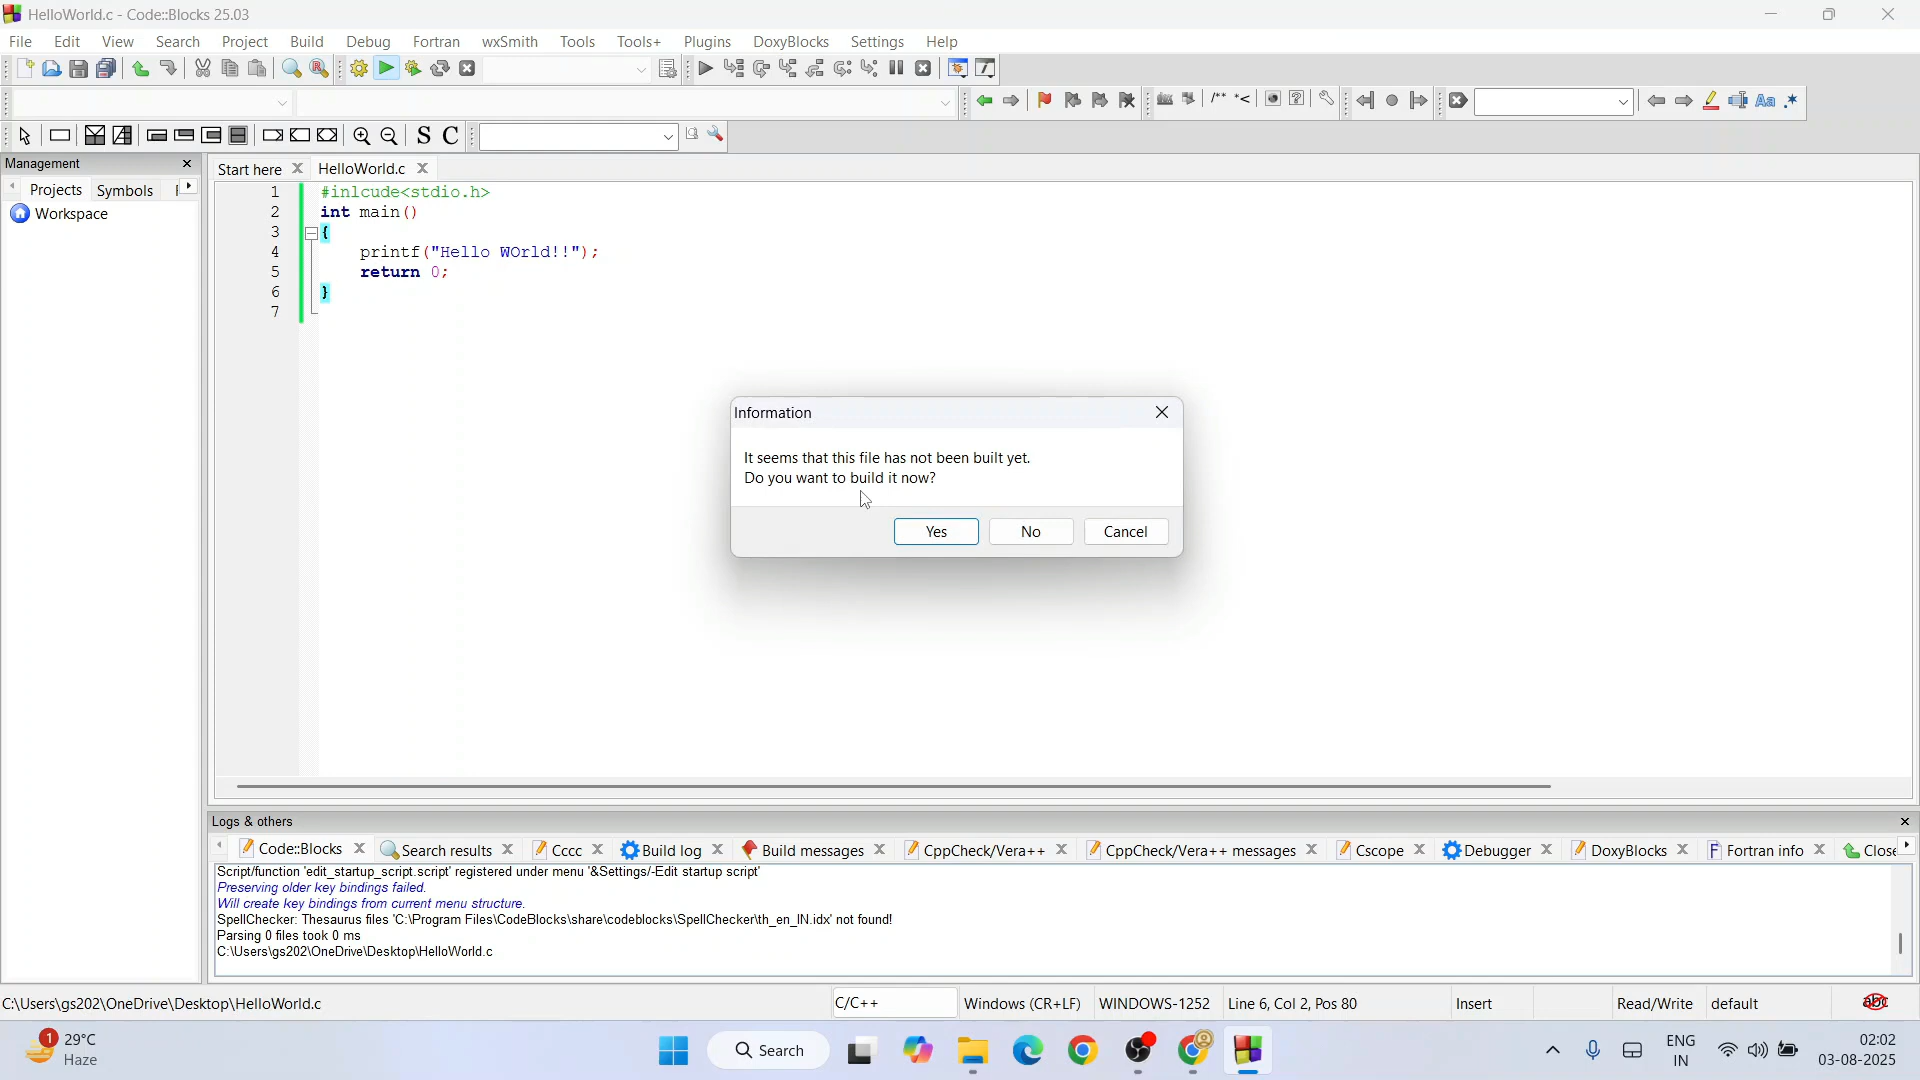 HelloWorld.c - Code::Blocks 25.03
File Edit View Search Project Build Debug Fortran wxSmith Tools Tools+ Plugins DoxyBlocks Settings Help
/** *< Aa .*
S C
Management
Projects Symbols
Workspace
Start here HelloWorld.c
1 #inlcude<stdio.h>
2 int main()
3 {
4 printf("Hello WOrld!!");
5 return 0;
6 }
7
Information
It seems that this file has not been built yet.
Do you want to build it now?
Yes No Cancel
Logs & others
Code::Blocks Search results Cccc Build log Build messages CppCheck/Vera++ CppCheck/Vera++ messages Cscope Debugger DoxyBlocks Fortran info Close
Script/function 'edit_startup_script.script' registered under menu '&Settings/-Edit startup script'
Preserving older key bindings failed.
Will create key bindings from current menu structure.
SpellChecker: Thesaurus files 'C:\Program Files\CodeBlocks\share\codeblocks\SpellChecker\th_en_IN.idx' not found!
Parsing 0 files took 0 ms
C:\Users\gs202\OneDrive\Desktop\HelloWorld.c
C:\Users\gs202\OneDrive\Desktop\HelloWorld.c C/C++ Windows (CR+LF) WINDOWS-1252 Line 6, Col 2, Pos 80 Insert Read/Write default abc
1 29°C
Haze
Search
ENG
IN
02:02
03-08-2025